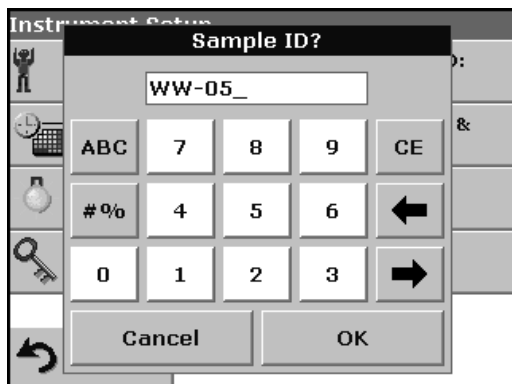 Instrument Setup
Sample ID?
WW-05_
ABC 7 8 9 CE
#% 4 5 6
0 1 2 3
Cancel OK
&